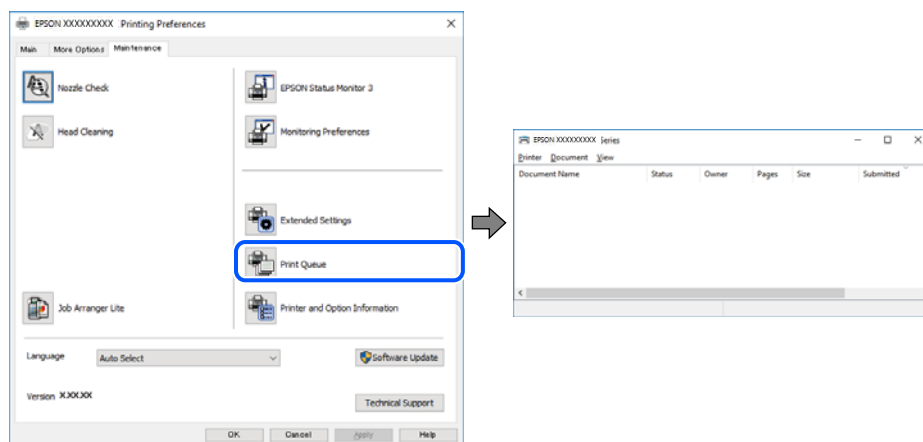 EPSON XXXXXXXXX Printing Preferences
Main More Options Maintenance
Nozzle Check
EPSON Status Monitor 3
Head Cleaning
Monitoring Preferences
Extended Settings
Print Queue
Job Arranger Lite
Printer and Option Information
Language Auto Select
Software Update
Version X.XX.XX
Technical Support
OK Cancel Apply Help
EPSON XXXXXXXXX Series
Printer Document View
Document Name Status Owner Pages Size Submitted